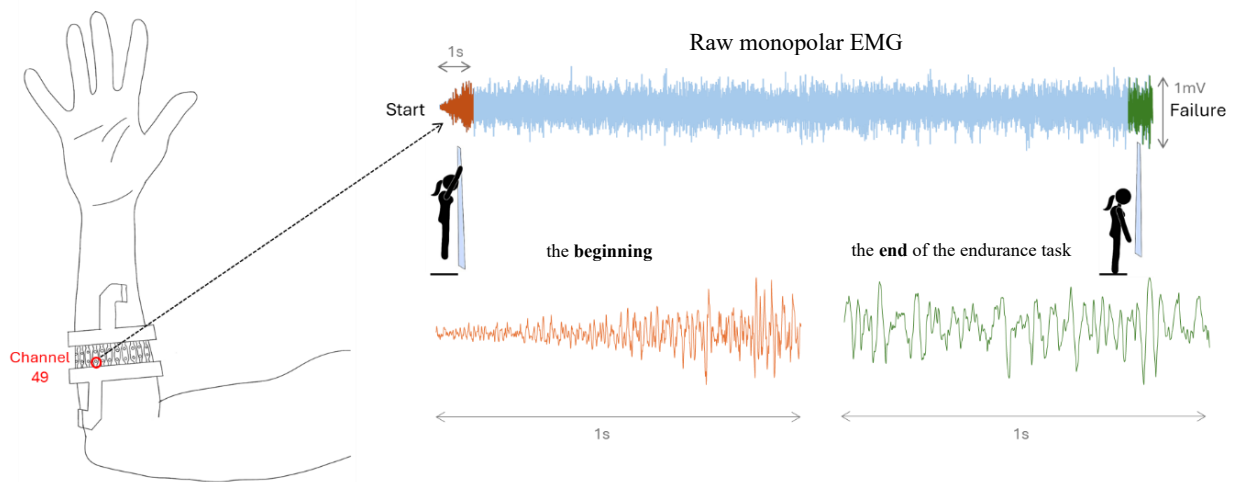 Raw monopolar EMG
1s
Start
1mV
Failure
the beginning
the end of the endurance task
Channel
49
1s
1s